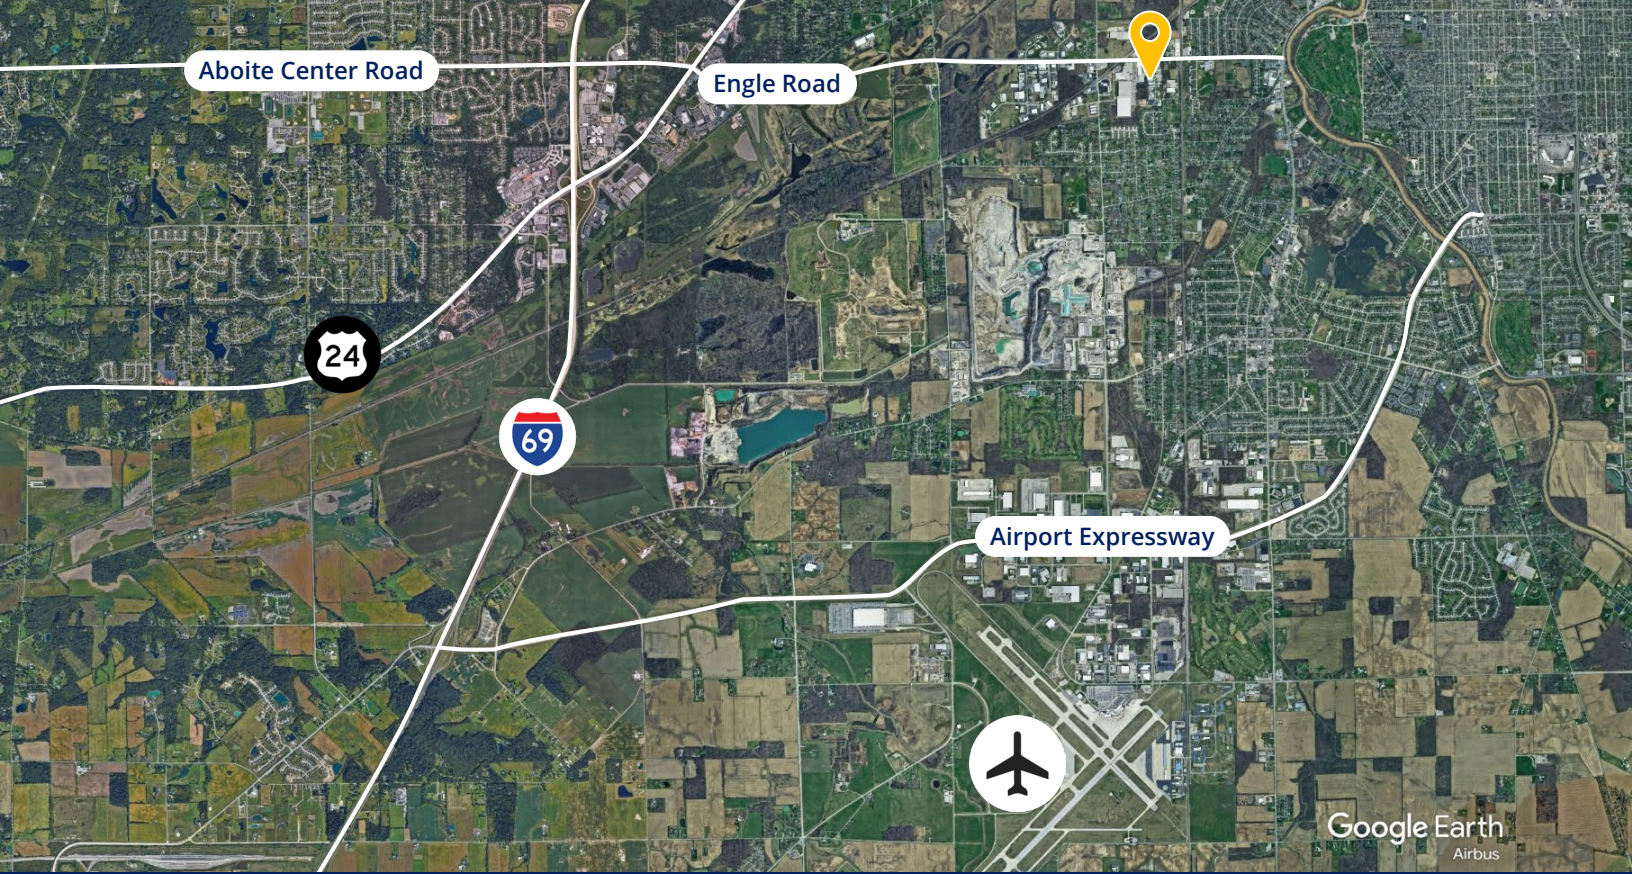 Aboite Center Road
Engle Road
24
69
Airport Expressway
Google Earth
Airbus